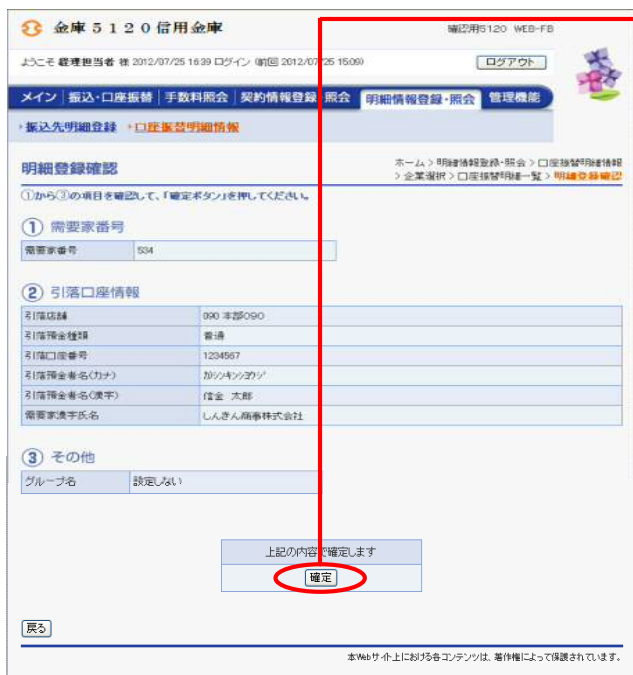 金庫5120信用金庫
確認用5120 WEB-FB
ようこそ 経理担当者 様 2012/07/25 16:39 ログイン (前回 2012/07/25 15:09)
ログアウト
メイン 振込・口座振替 手数料照会 契約情報登録・照会 明細情報登録・照会 管理機能
振込先明細登録 口座振替明細情報
明細登録確認
ホーム > 明細情報登録・照会 > 口座振替明細情報
> 企業選択 > 口座振替明細一覧 > 明細登録確認
①から③の項目を確認して、「確定ボタン」を押してください。
① 需要家番号
需要家番号 534
② 引落口座情報
引落店舗 090 本部090
引落預金種類 普通
引落口座番号 1234567
引落預金者名(カナ)
引落預金者名(漢字) 信金 太郎
需要家漢字氏名 しんきん商事株式会社
③ その他
グループ名 設定しない
上記の内容で確定します
確定
戻る
本Webサイト上における各コンテンツは、著作権によって保護されています。